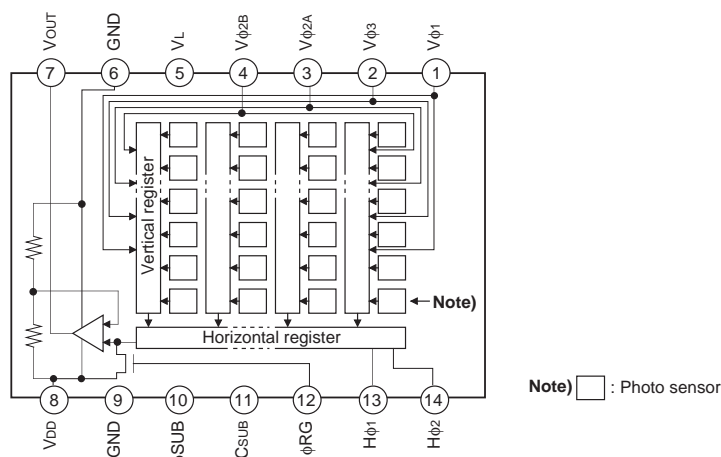 VOUT
GND
VL
Vϕ2B
Vϕ2A
Vϕ3
Vϕ1
7
6
5
4
3
2
1
Vertical register
Note)
Horizontal register
Note) : Photo sensor
8
9
10
11
12
13
14
VDD
GND
ϕSUB
CSUB
ϕRG
Hϕ1
Hϕ2